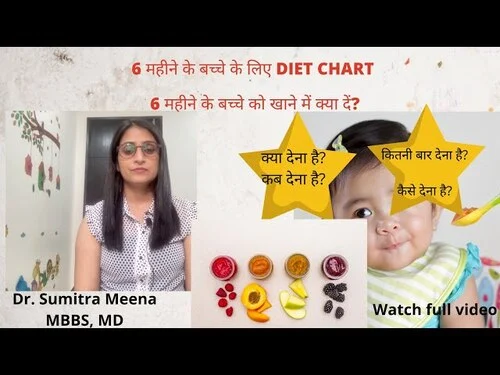 6 महीने के बच्चे के लिए DIET CHART
6 महीने के बच्चे को खाने में क्या दें?
क्या देना है?
कब देना है?
कितनी बार देना है?
कैसे देना है?
Dr. Sumitra Meena
MBBS, MD
Watch full video